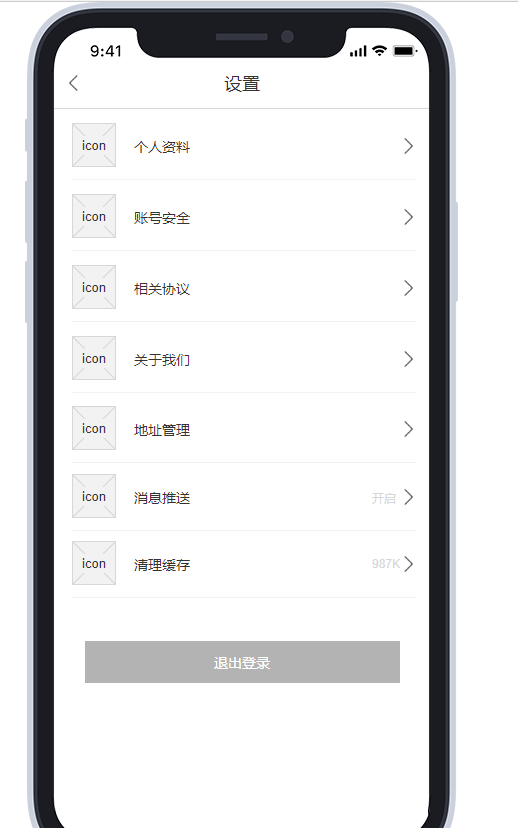 9:41
设置
icon 个人资料
icon 账号安全
icon 相关协议
icon 关于我们
icon 地址管理
icon 消息推送 开启
icon 清理缓存 987K
退出登录